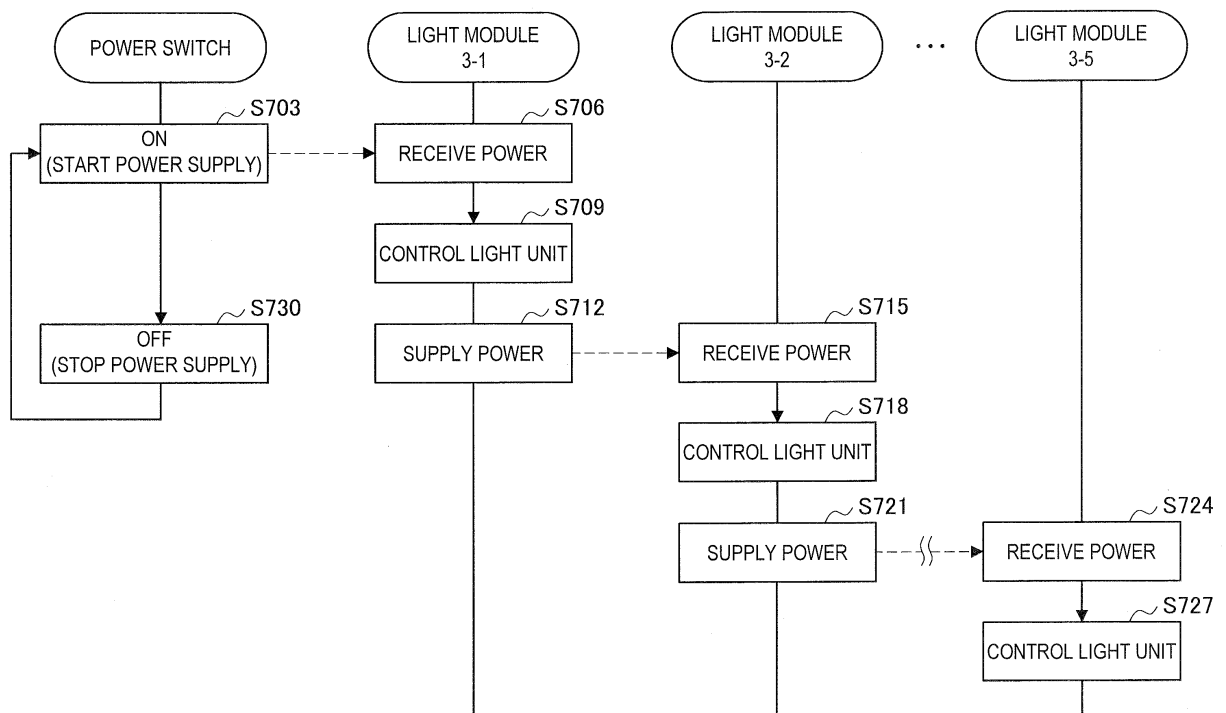 POWER SWITCH
LIGHT MODULE
3-1
LIGHT MODULE
3-2
...
LIGHT MODULE
3-5
S703
ON
(START POWER SUPPLY)
S706
RECEIVE POWER
S709
CONTROL LIGHT UNIT
S730
OFF
(STOP POWER SUPPLY)
S712
SUPPLY POWER
S715
RECEIVE POWER
S718
CONTROL LIGHT UNIT
S721
SUPPLY POWER
S724
RECEIVE POWER
S727
CONTROL LIGHT UNIT